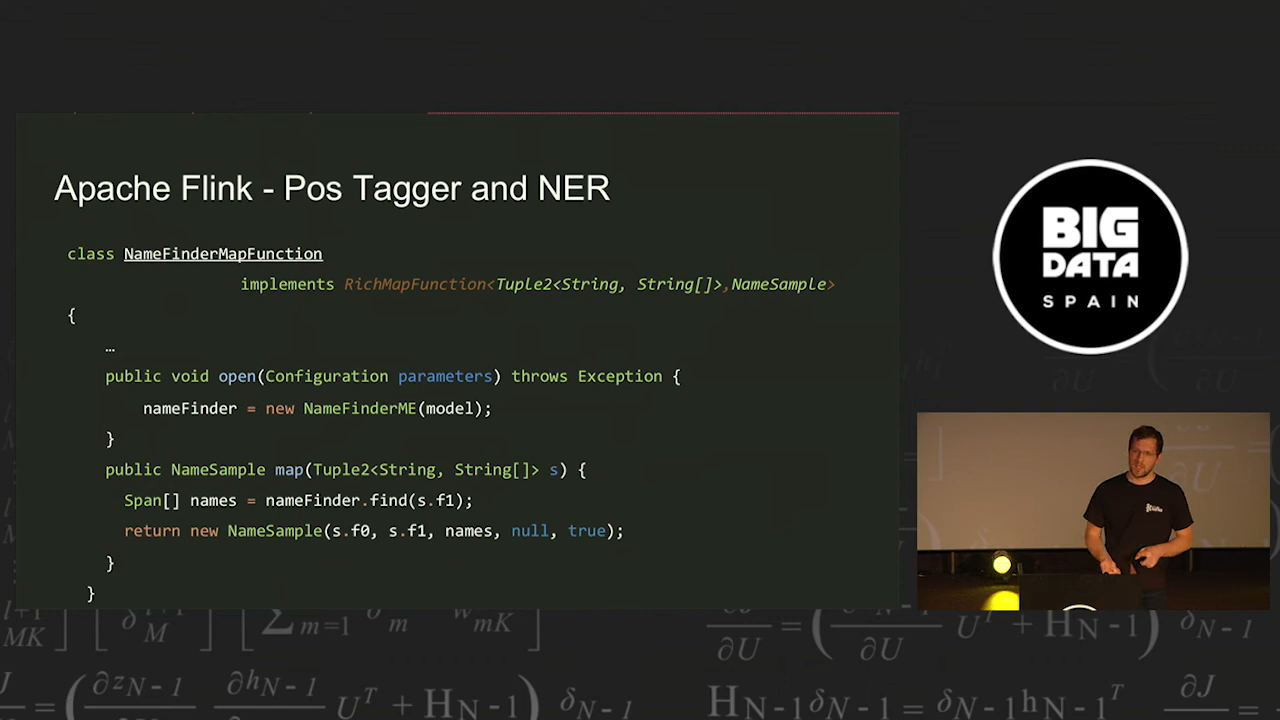 Apache Flink - Pos Tagger and NER
class NameFinderMapFunction
implements RichMapFunction<Tuple2<String, String[]>,NameSample>
{
…
public void open(Configuration parameters) throws Exception {
nameFinder = new NameFinderME(model);
}
public NameSample map(Tuple2<String, String[]> s) {
Span[] names = nameFinder.find(s.f1);
return new NameSample(s.f0, s.f1, names, null, true);
}
}
BIG
DATA
SPAIN